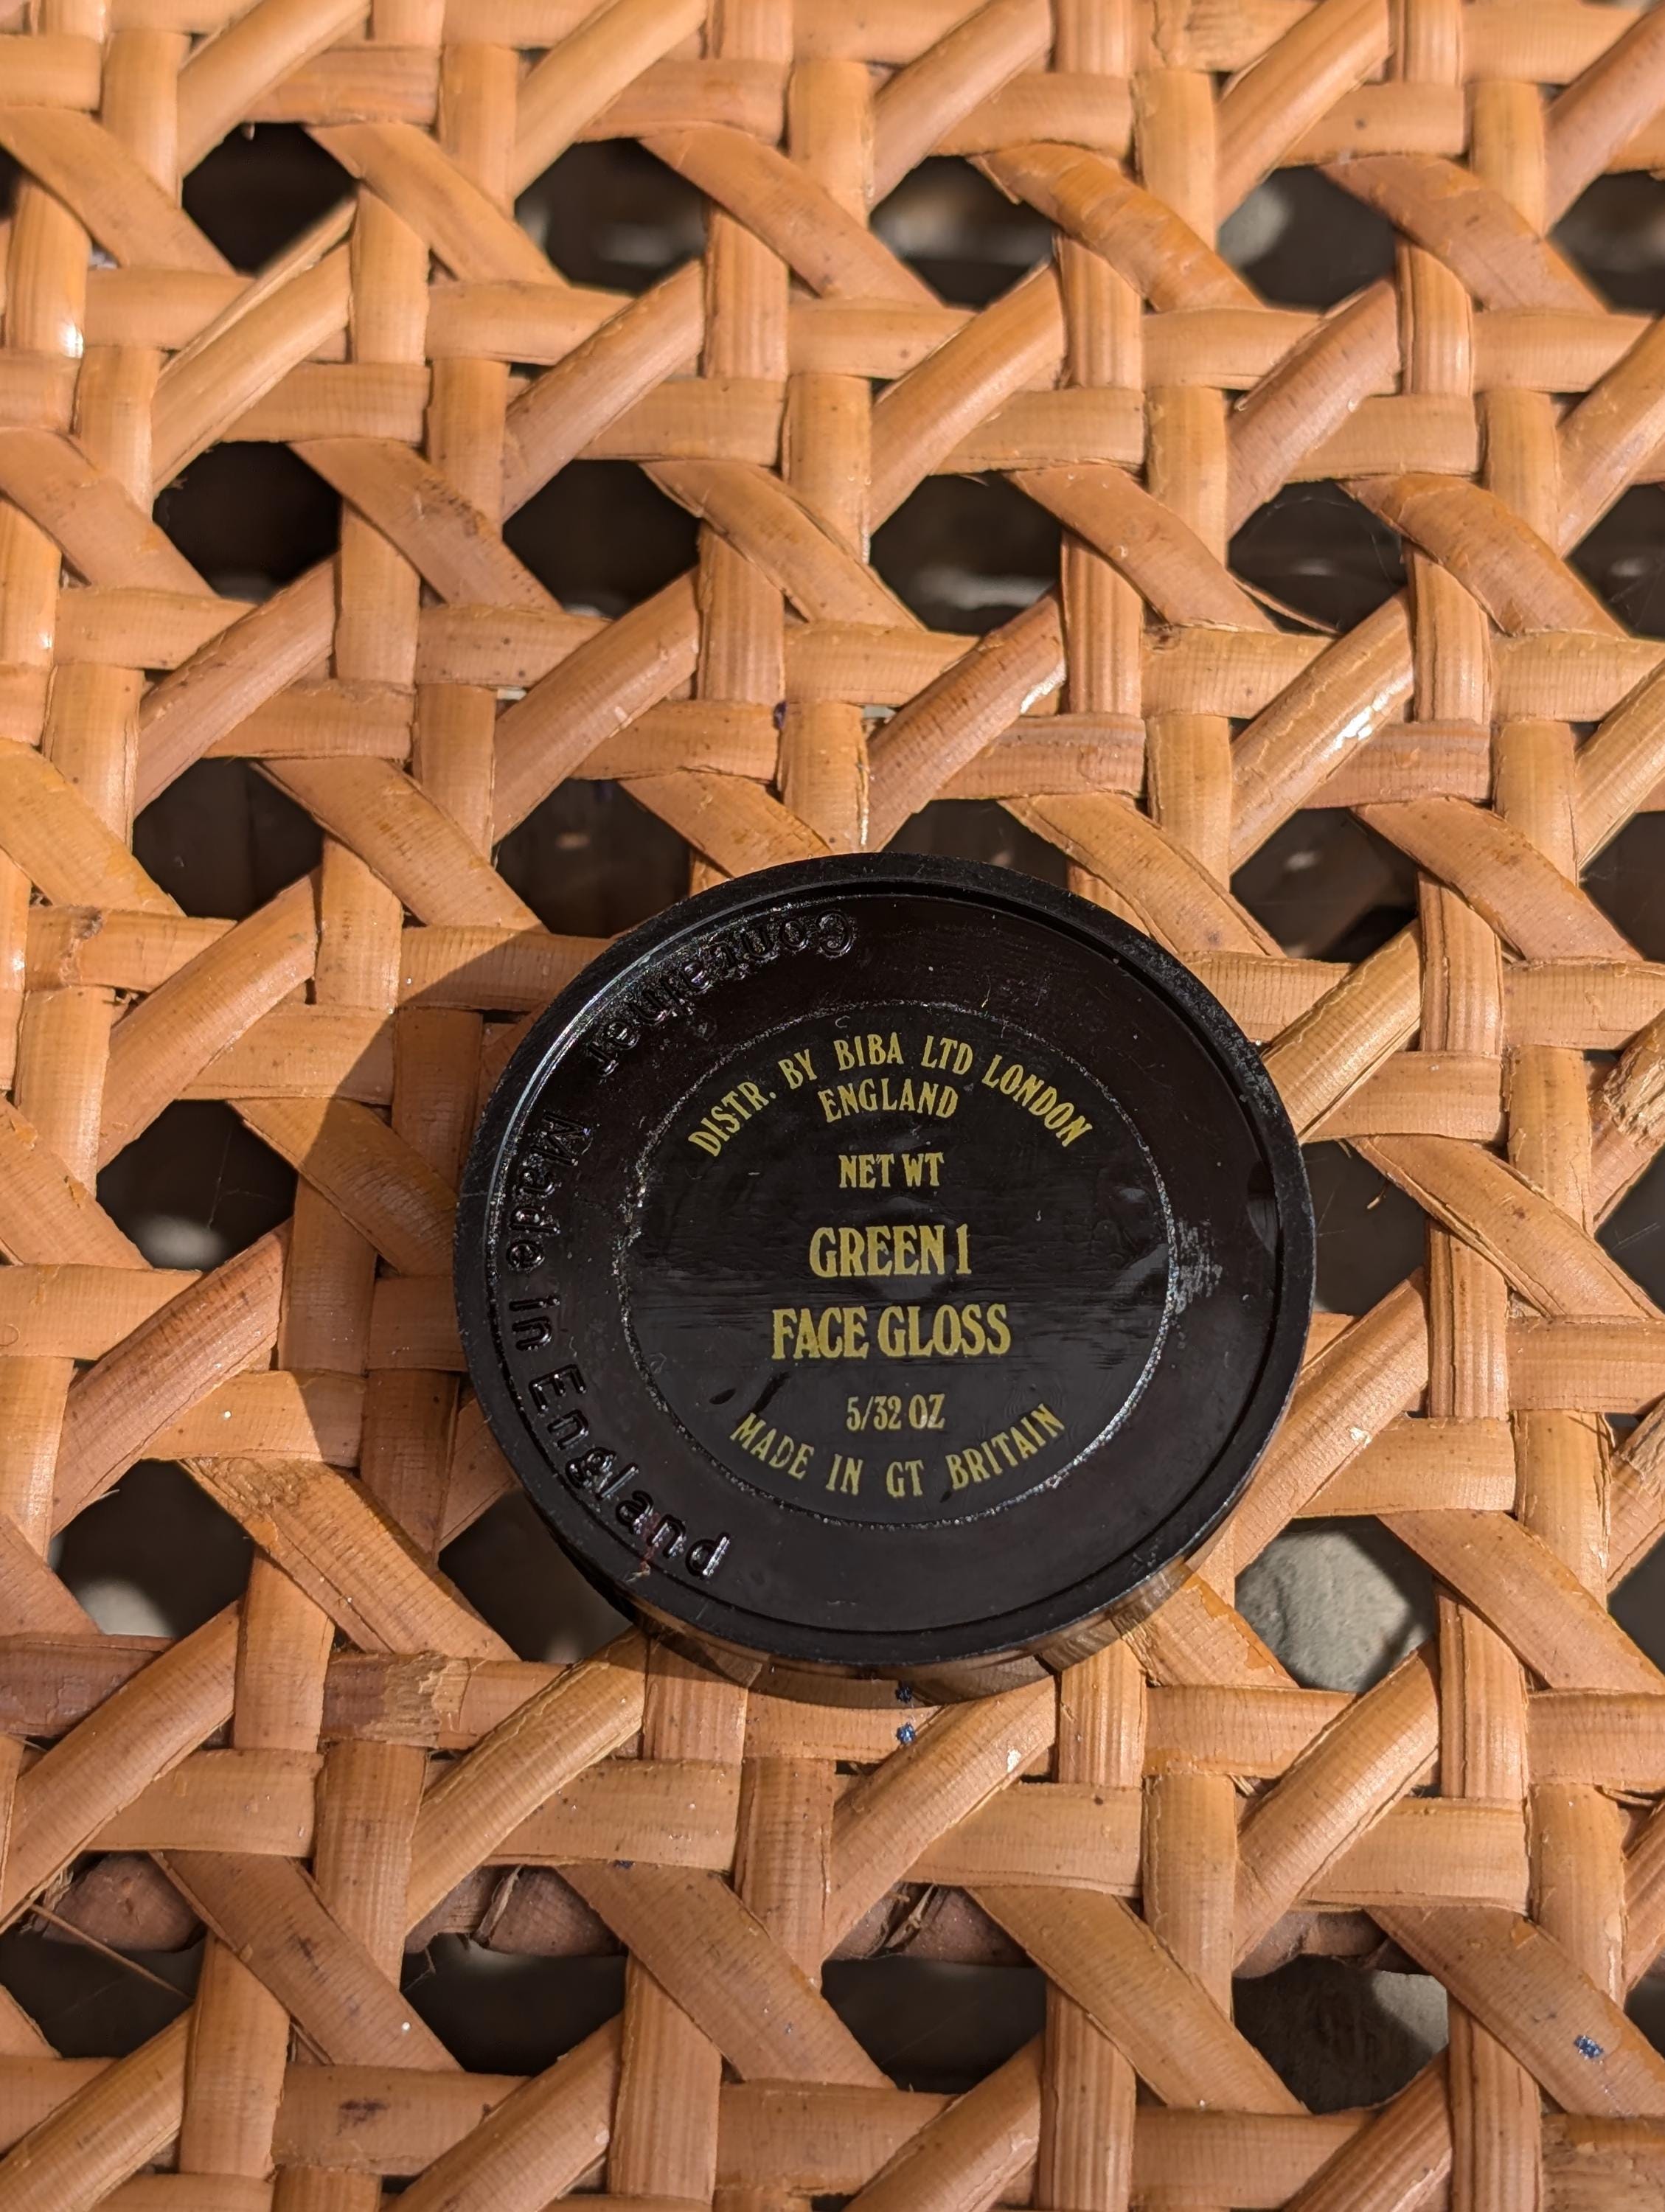 DISTR. BY BIBA LTD LONDON
ENGLAND
NET WT
GREEN 1
FACE GLOSS
5/32 OZ
MADE IN GT BRITAIN
Container Made in England